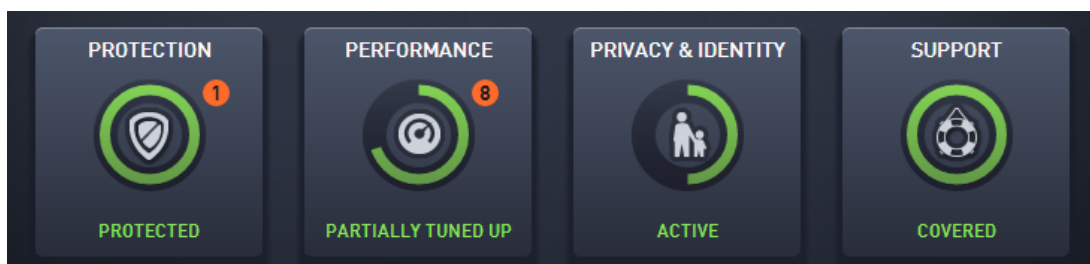 PROTECTION
1
PROTECTED
PERFORMANCE
8
PARTIALLY TUNED UP
PRIVACY & IDENTITY
ACTIVE
SUPPORT
COVERED